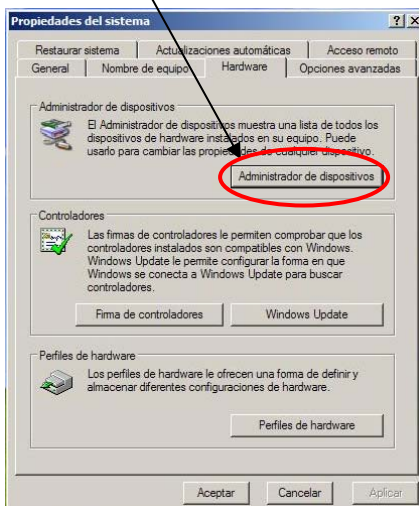 Propiedades del sistema
Restaurar sistema Actualizaciones automáticas Acceso remoto
General Nombre de equipo Hardware Opciones avanzadas
Administrador de dispositivos
El Administrador de dispositivos muestra una lista de todos los
dispositivos de hardware instalados en su equipo. Puede
usarlo para cambiar las propiedades de cualquier dispositivo.
Administrador de dispositivos
Controladores
Las firmas de controladores le permiten comprobar que los
controladores instalados son compatibles con Windows.
Windows Update le permite configurar la forma en que
Windows se conecta a Windows Update para buscar
controladores.
Firma de controladores Windows Update
Perfiles de hardware
Los perfiles de hardware le ofrecen una forma de definir y
almacenar diferentes configuraciones de hardware.
Perfiles de hardware
Aceptar Cancelar Aplicar